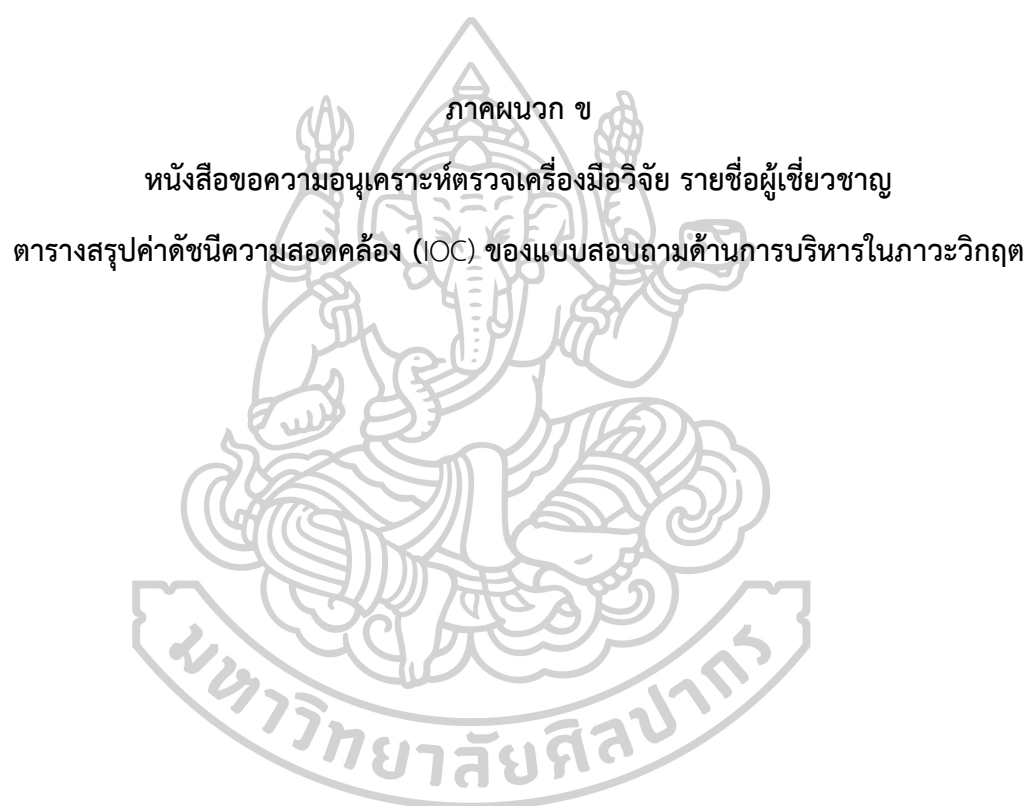 ภาคผนวก ข
หนังสือขอความอนุเคราะห์ตรวจเครื่องมือวิจัย รายชื่อผู้เชี่ยวชาญ
ตารางสรุปค่าดัชนีความสอดคล้อง (IOC) ของแบบสอบถามด้านการบริหารในภาวะวิกฤต
มหาวิทยาลัยศิลปากร